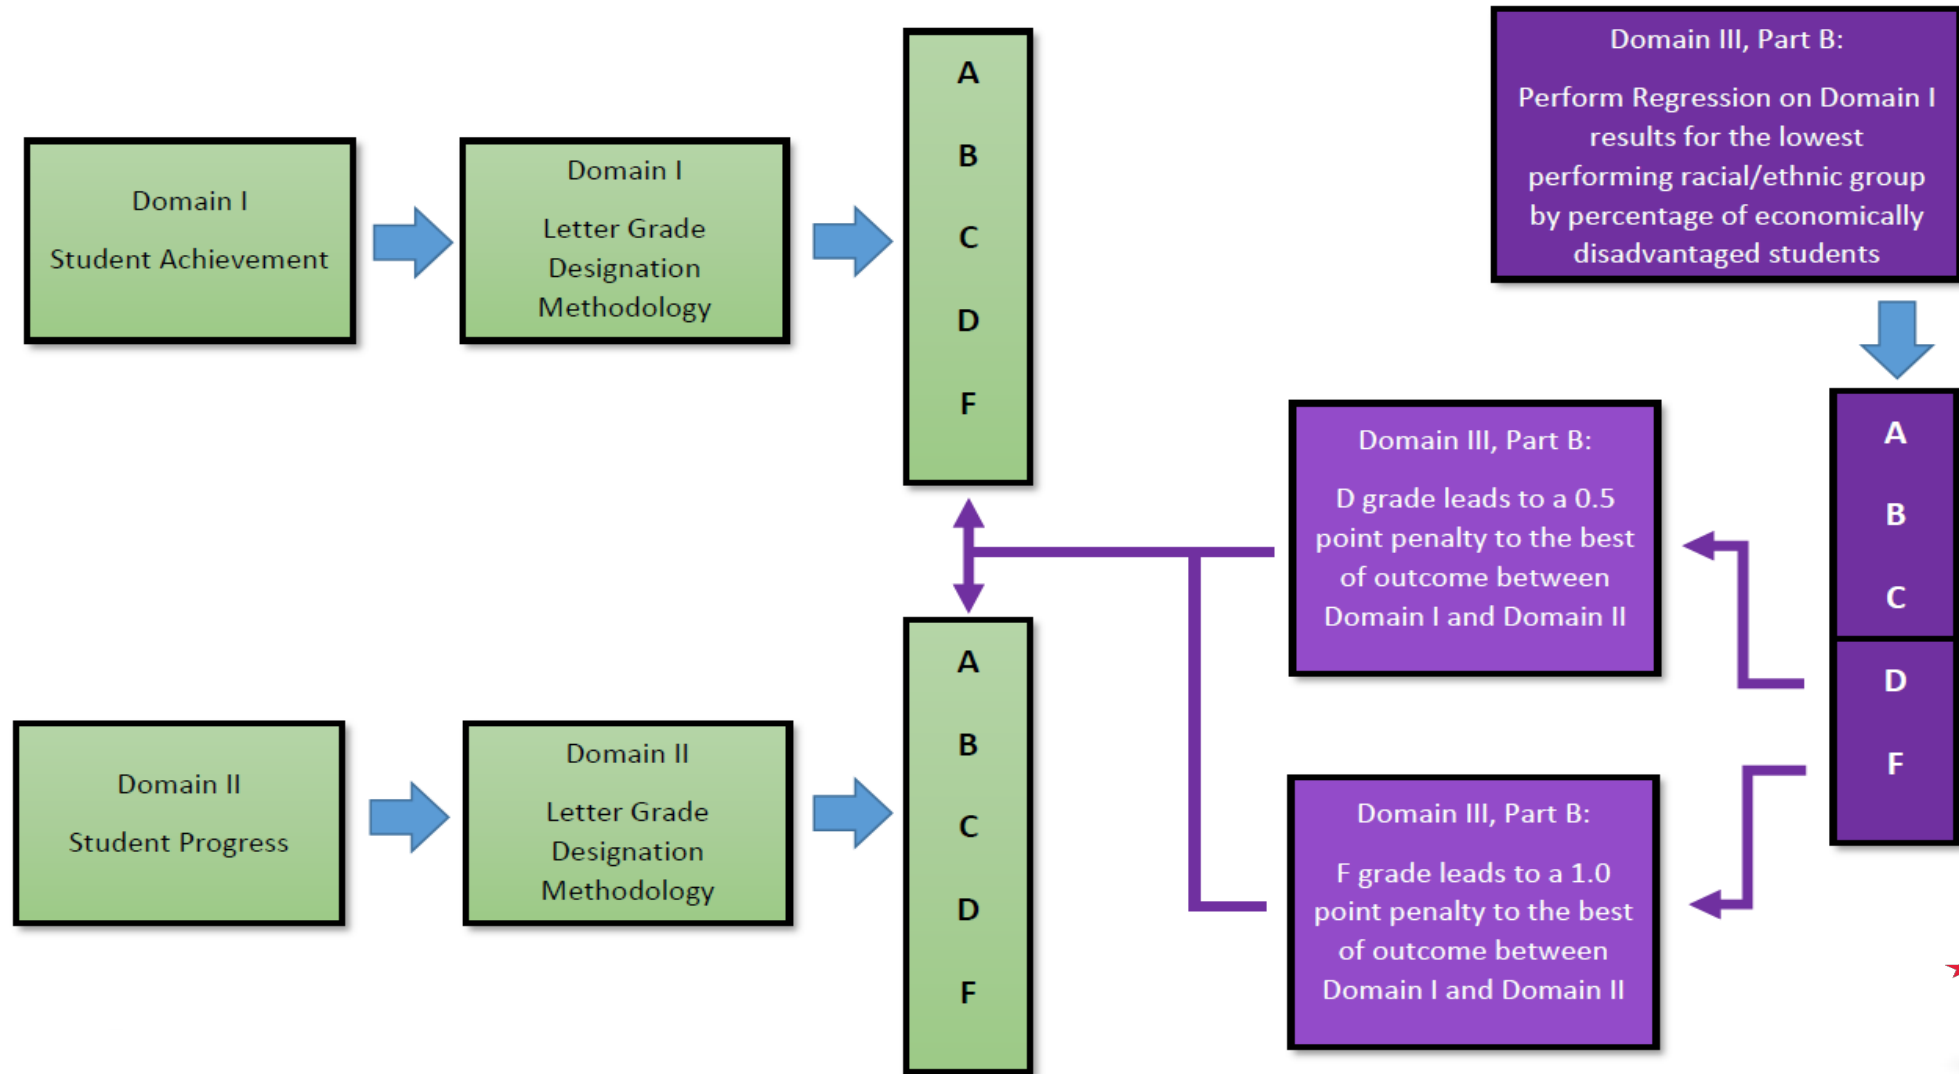 Domain I
Student Achievement
Domain I
Letter Grade
Designation
Methodology
A
B
C
D
F
Domain II
Student Progress
Domain II
Letter Grade
Designation
Methodology
A
B
C
D
F
Domain III, Part B:
Perform Regression on Domain I
results for the lowest
performing racial/ethnic group
by percentage of economically
disadvantaged students
A
B
C
D
F
Domain III, Part B:
D grade leads to a 0.5
point penalty to the best
of outcome between
Domain I and Domain II
Domain III, Part B:
F grade leads to a 1.0
point penalty to the best
of outcome between
Domain I and Domain II